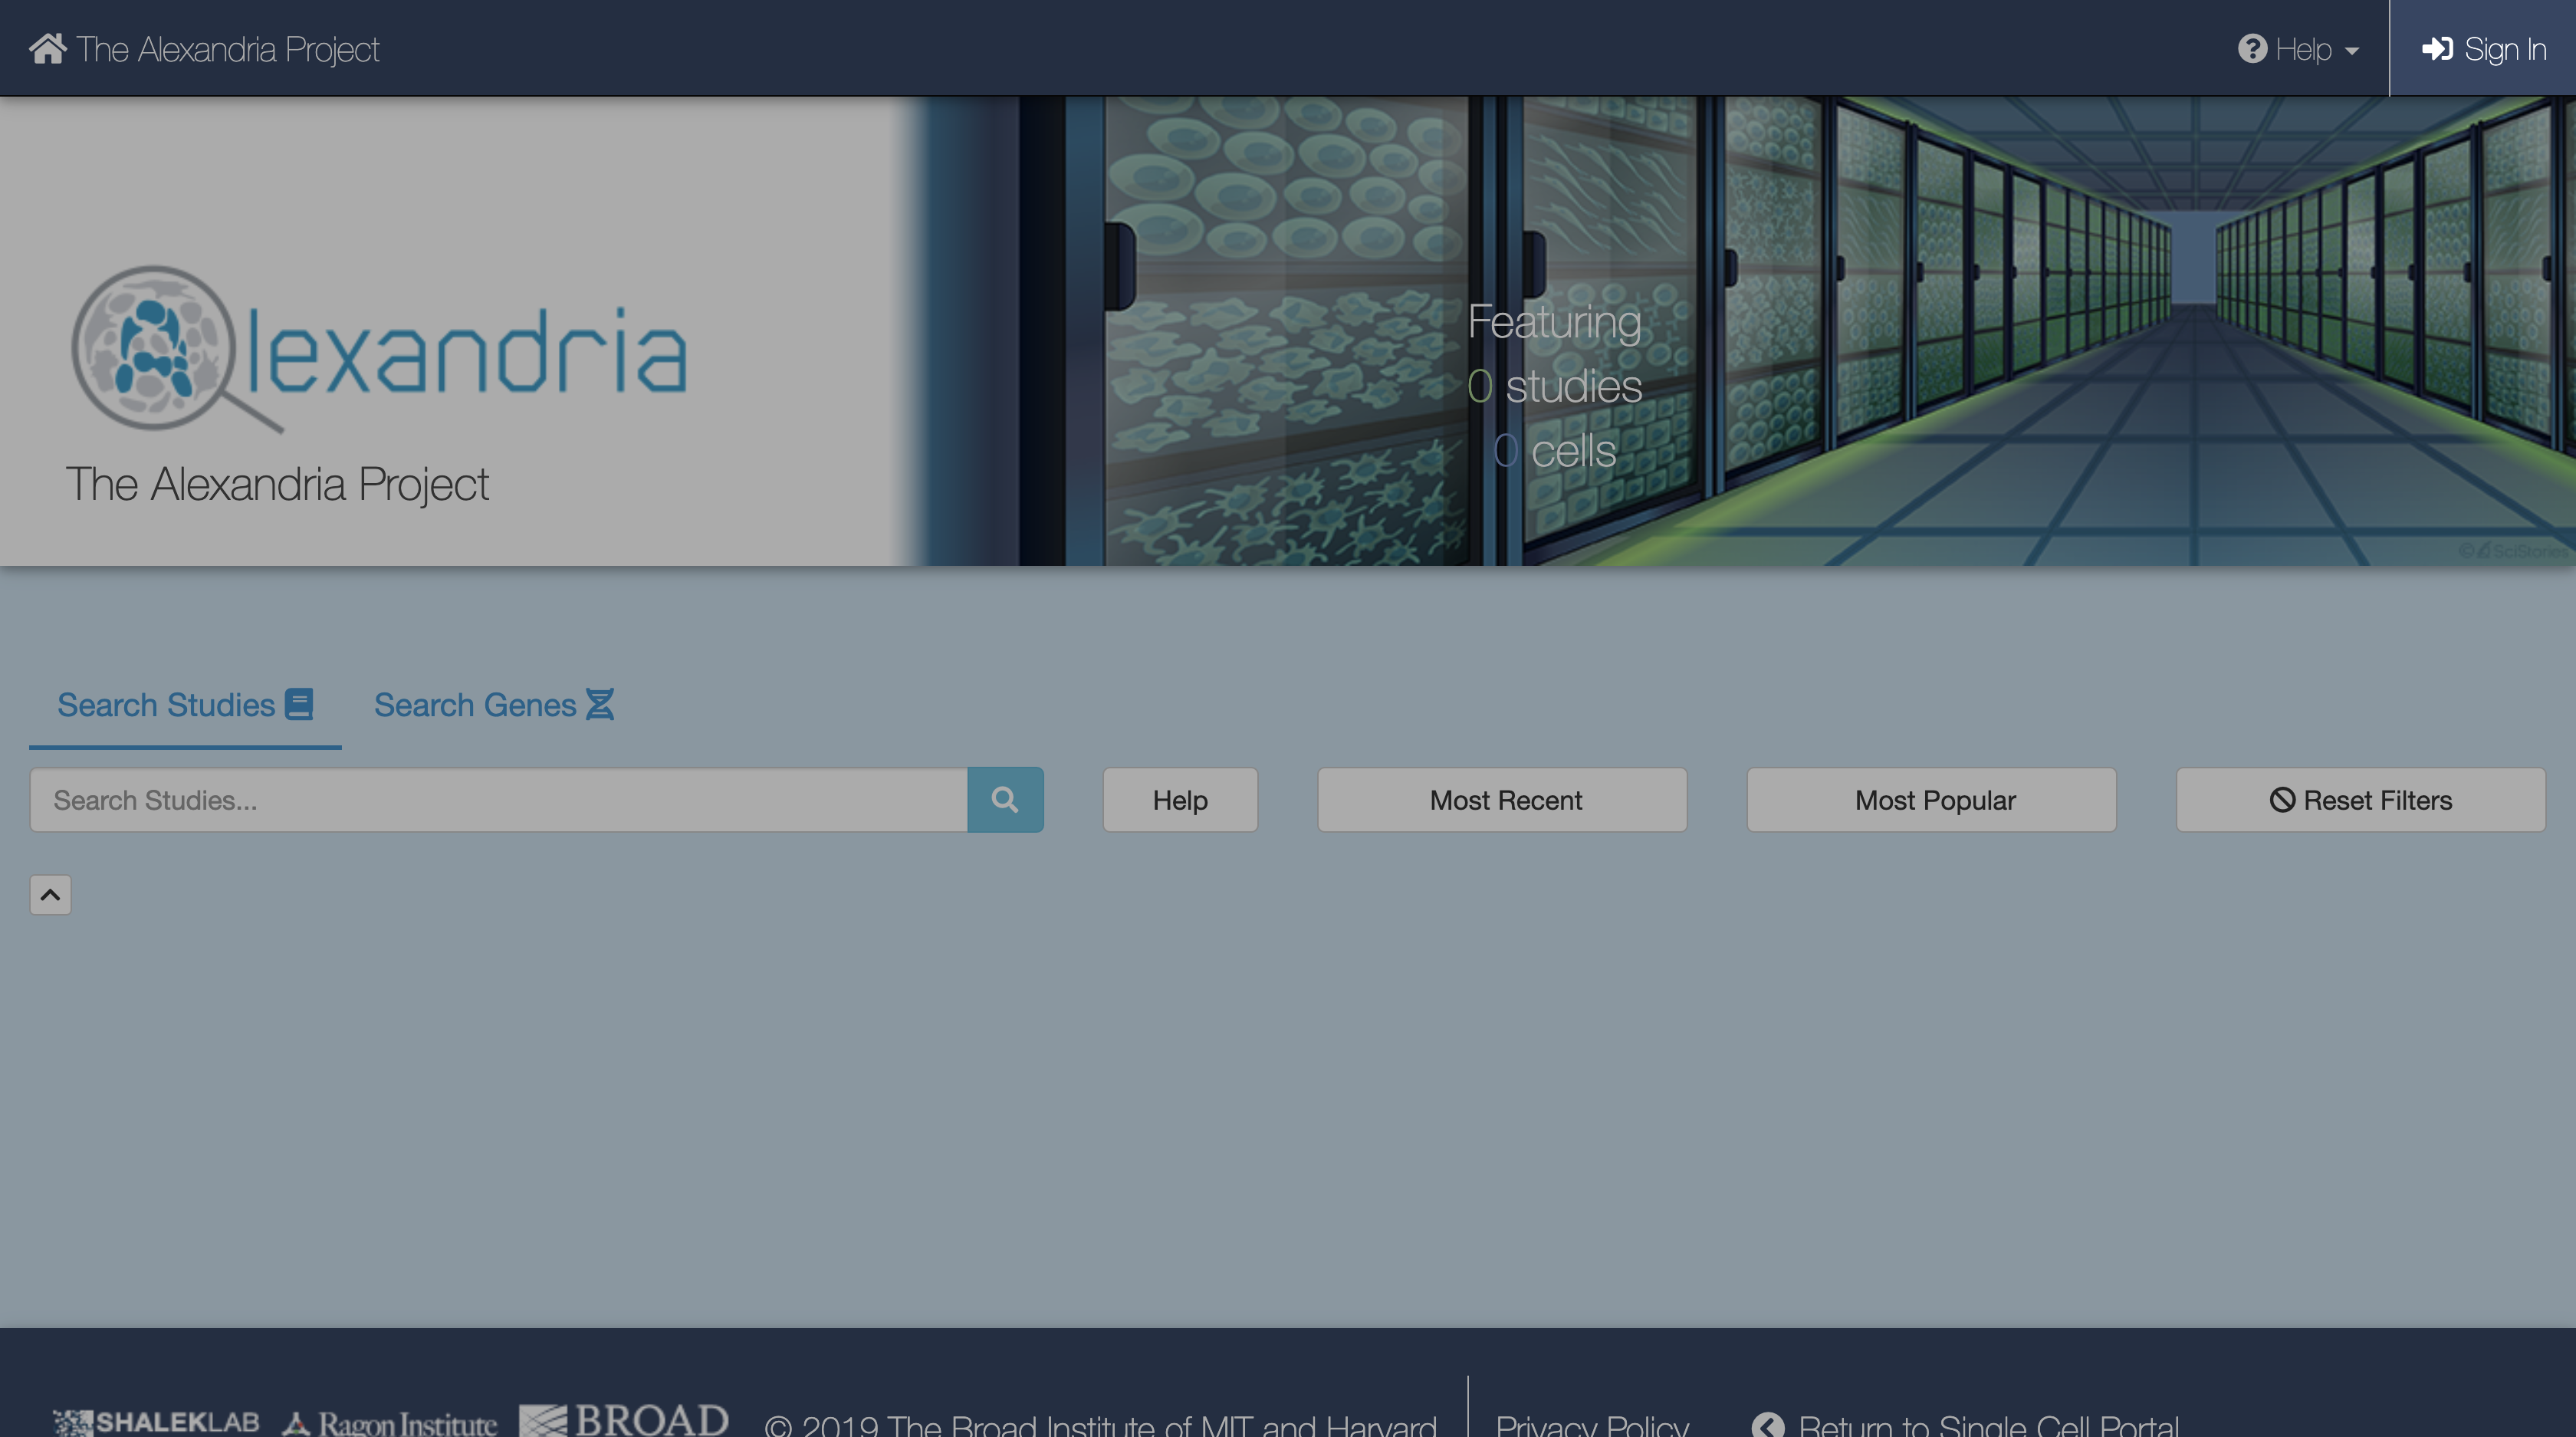 The Alexandria Project
Help
Sign In
lexandria
The Alexandria Project
Featuring
0 studies
0 cells
© SciStories
Search Studies
Search Genes
Search Studies...
Help
Most Recent
Most Popular
Reset Filters
SHALEKLAB
Ragon Institute
BROAD
© 2019 The Broad Institute of MIT and Harvard
Privacy Policy
Return to Single Cell Portal